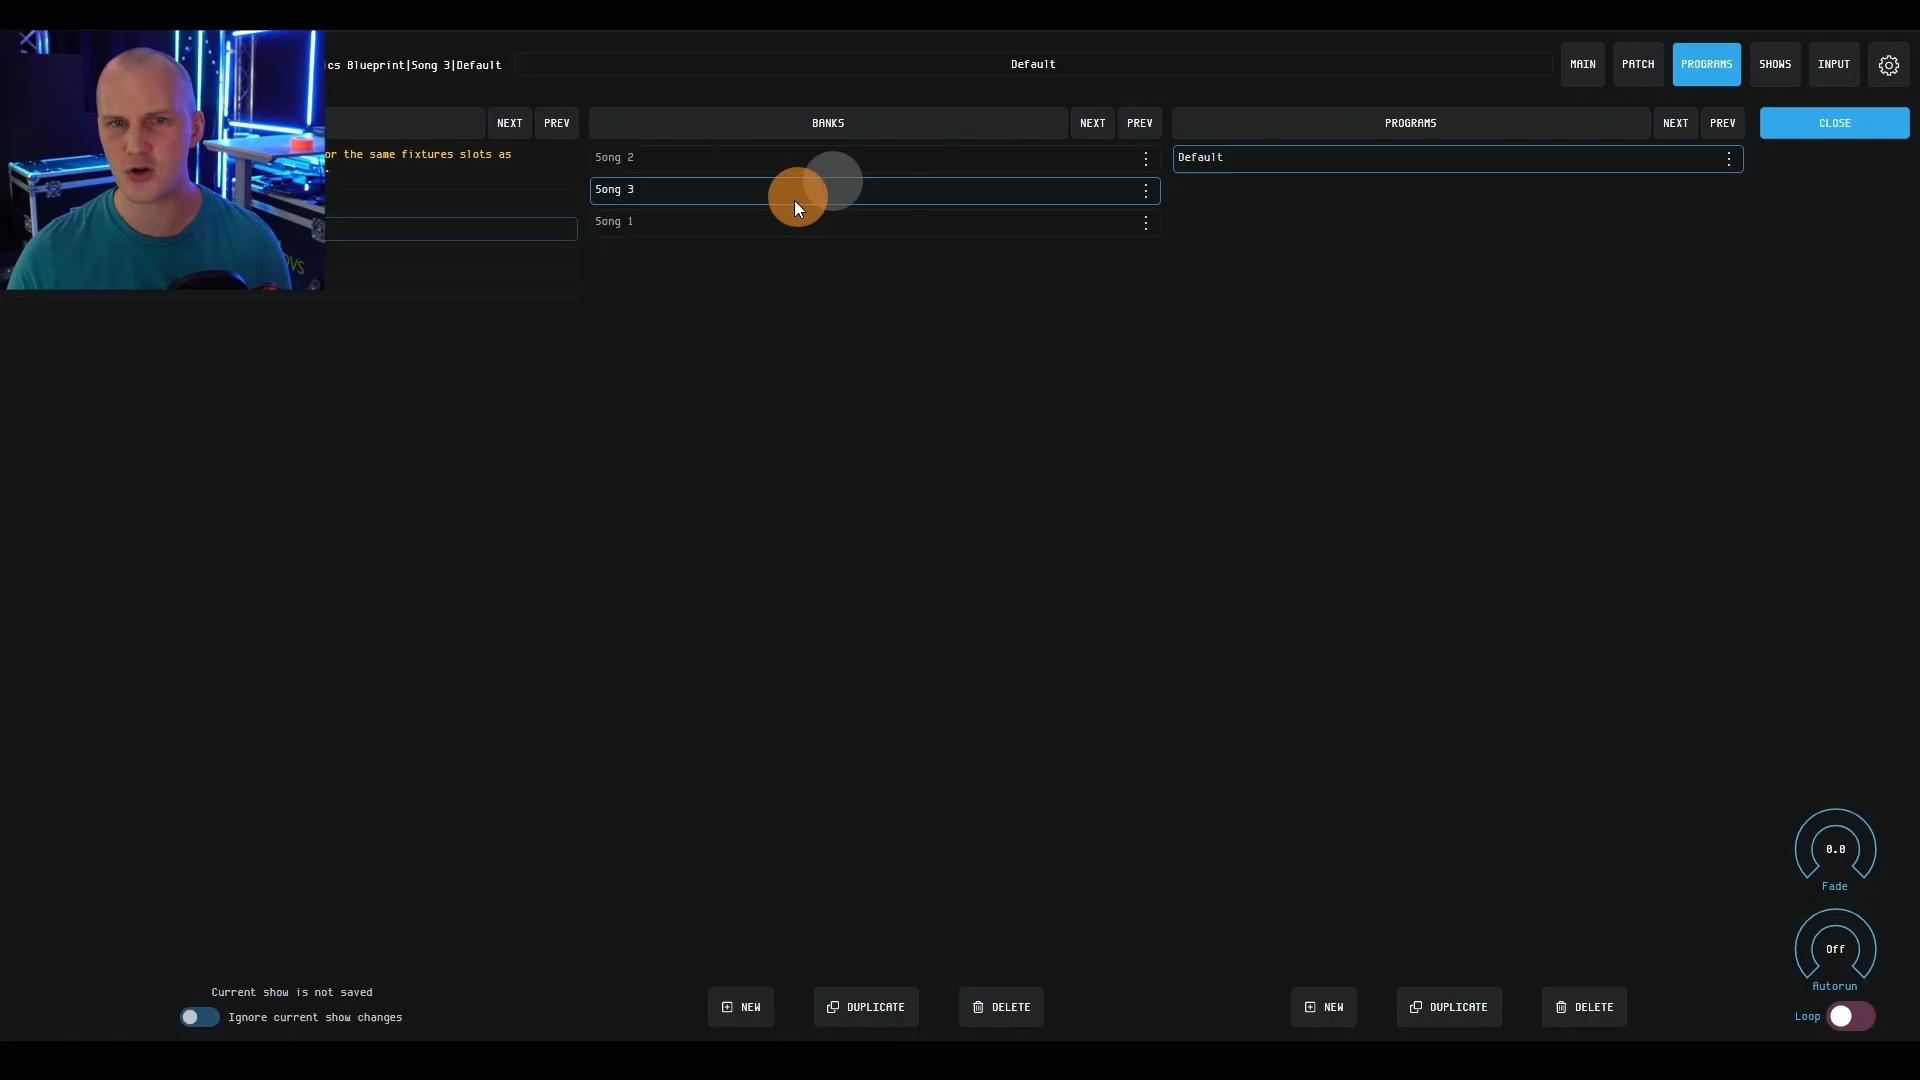 ics Blueprint|Song 3|Default
Default
MAIN
PATCH
PROGRAMS
SHOWS
INPUT
NEXT
PREV
BANKS
NEXT
PREV
PROGRAMS
NEXT
PREV
CLOSE
or the same fixtures slots as
Song 2
Song 3
Song 1
Default
0.0
Fade
Off
Autorun
Loop
Current show is not saved
Ignore current show changes
NEW
DUPLICATE
DELETE
NEW
DUPLICATE
DELETE